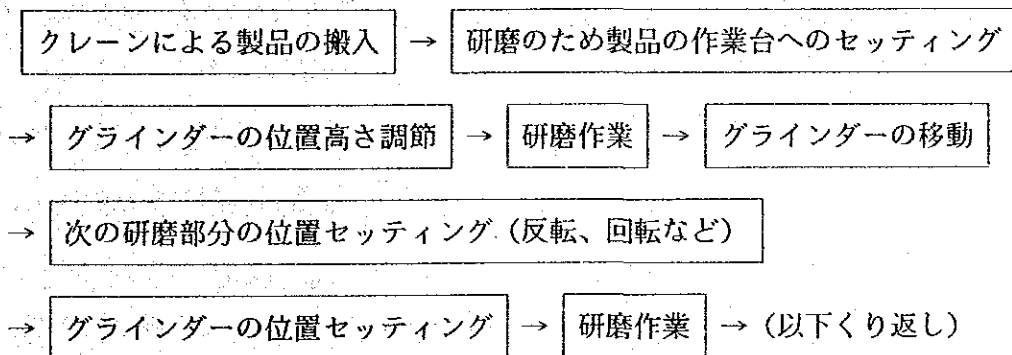 クレーンによる製品の搬入 → 研磨のため製品の作業台へのセッティング
→ グラインダーの位置高さ調節 → 研磨作業 → グラインダーの移動
→ 次の研磨部分の位置セッティング（反転、回転など）
→ グラインダーの位置セッティング → 研磨作業 → （以下くり返し）